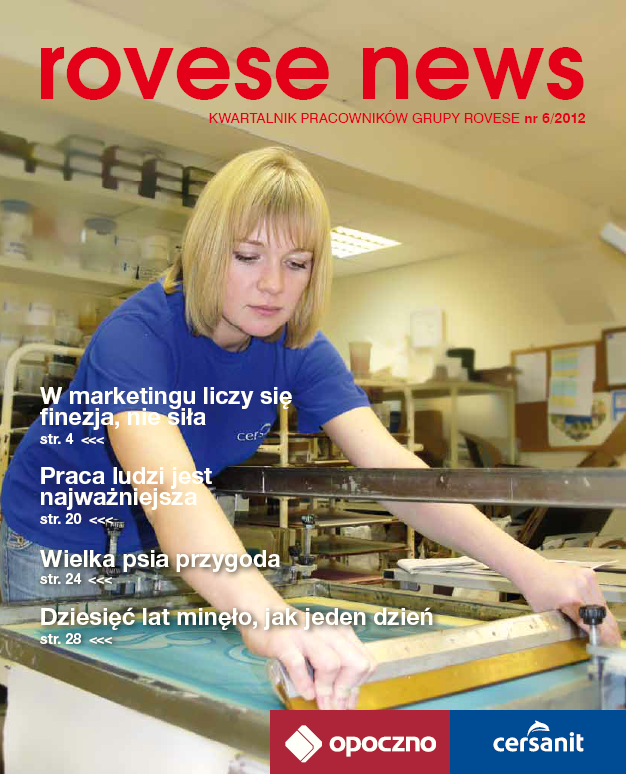 rovese news
KWARTALNIK PRACOWNIKÓW GRUPY ROVESE nr 6/2012
W marketingu liczy się
finezja, nie siła
str. 4 <<<
Praca ludzi jest
najważniejsza
str. 20 <<<
Wielka psia przygoda
str. 24 <<<
Dziesięć lat minęło, jak jeden dzień
str. 28 <<<
opoczno
cersanit